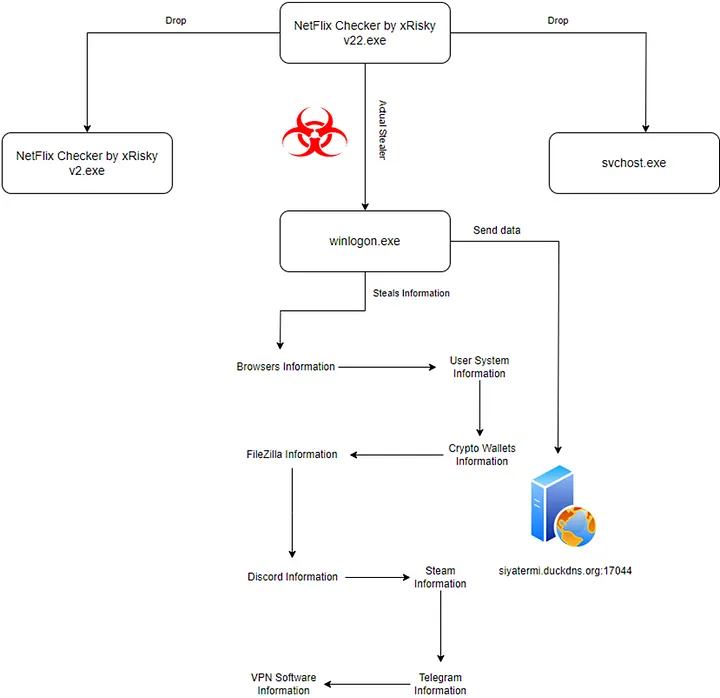 Drop
NetFlix Checker by xRisky
v22.exe
Drop
Actual Stealer
NetFlix Checker by xRisky
v2.exe
svchost.exe
winlogon.exe
Send data
Steals Information
Browsers Information
User System
Information
FileZilla Information
Crypto Wallets
Information
Discord Information
Steam
Information
siyatermi.duckdns.org:17044
VPN Software
Information
Telegram
Information